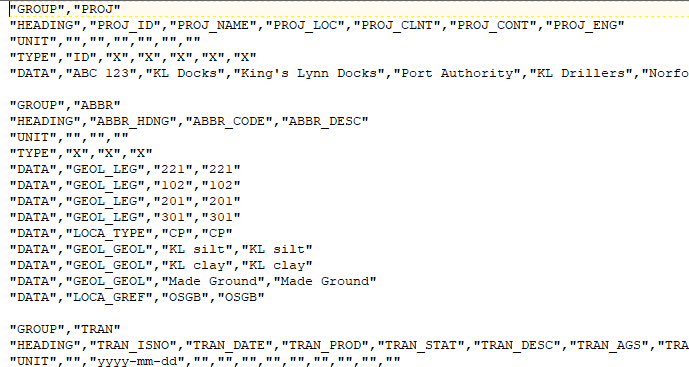 "GROUP","PROJ"
"HEADING","PROJ_ID","PROJ_NAME","PROJ_LOC","PROJ_CLNT","PROJ_CONT","PROJ_ENG"
"UNIT","","","","","",""
"TYPE","ID","X","X","X","X","X"
"DATA","ABC 123","KL Docks","King's Lynn Docks","Port Authority","KL Drillers","Norfo
"GROUP","ABBR"
"HEADING","ABBR_HDNG","ABBR_CODE","ABBR_DESC"
"UNIT","","",""
"TYPE","X","X","X"
"DATA","GEOL_LEG","221","221"
"DATA","GEOL_LEG","102","102"
"DATA","GEOL_LEG","201","201"
"DATA","GEOL_LEG","301","301"
"DATA","LOCA_TYPE","CP","CP"
"DATA","GEOL_GEOL","KL silt","KL silt"
"DATA","GEOL_GEOL","KL clay","KL clay"
"DATA","GEOL_GEOL","Made Ground","Made Ground"
"DATA","LOCA_GREF","OSGB","OSGB"
"GROUP","TRAN"
"HEADING","TRAN_ISNO","TRAN_DATE","TRAN_PROD","TRAN_STAT","TRAN_DESC","TRAN_AGS","TRA
"UNIT","","yyyy-mm-dd","","","","","","","","",""